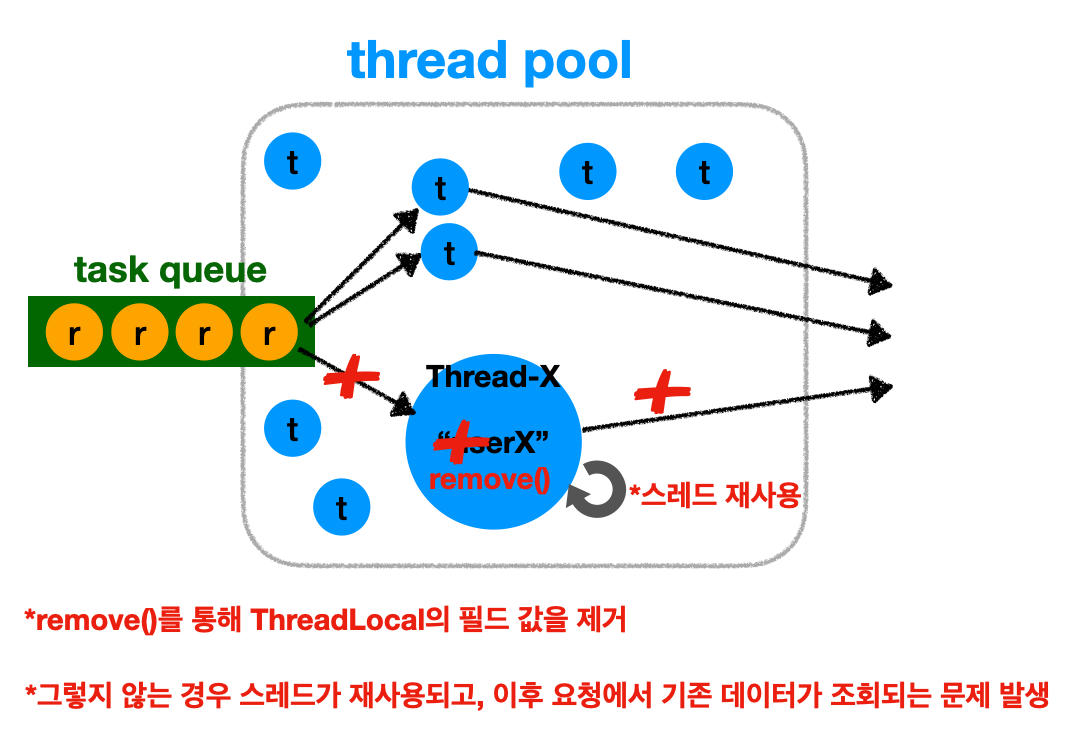 thread pool
t
t
t
t
t
task queue
r r r r
Thread-X
"userX"
remove()
t
t
*스레드 재사용
*remove()를 통해 ThreadLocal의 필드 값을 제거
*그렇지 않는 경우 스레드가 재사용되고, 이후 요청에서 기존 데이터가 조회되는 문제 발생